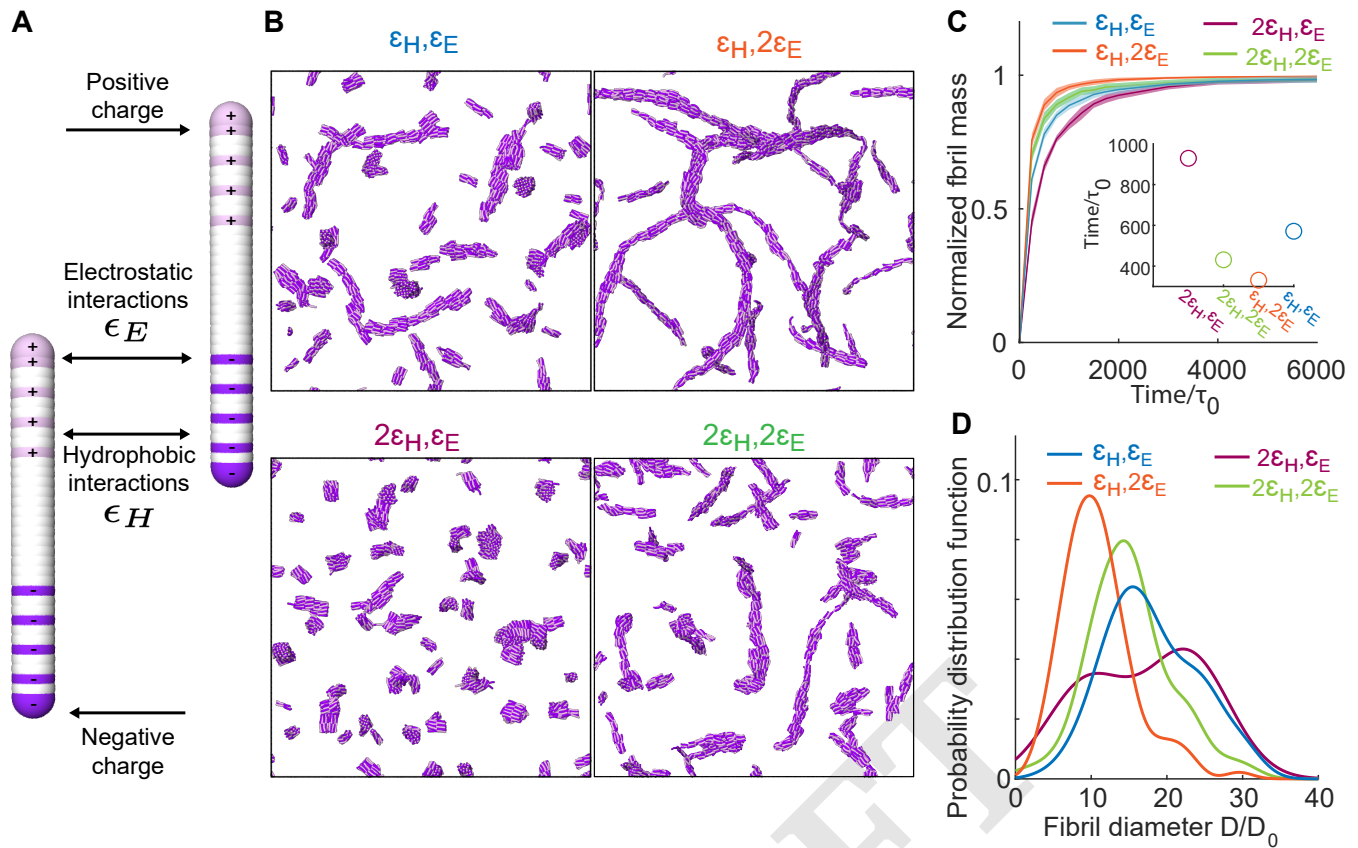 A
Positive
charge
+
+
+
+
+
Electrostatic
interactions
ϵE
+
+
+
+
+
-
-
-
-
-
Hydrophobic
interactions
ϵH
-
-
-
-
-
Negative
charge
B
εH,εE
εH,2εE
2εH,εE
2εH,2εE
C
εH,εE
2εH,εE
εH,2εE
2εH,2εE
Normalized fbril mass
1
0.5
0
0
2000
4000
6000
Time/τ0
Time/τ0
1000
800
600
400
2εH,εE
2εH,2εE
εH,2εE
εH,εE
D
εH,εE
2εH,εE
εH,2εE
2εH,2εE
Probability distribution function
0.1
0
0
10
20
30
40
Fibril diameter D/D0
FT